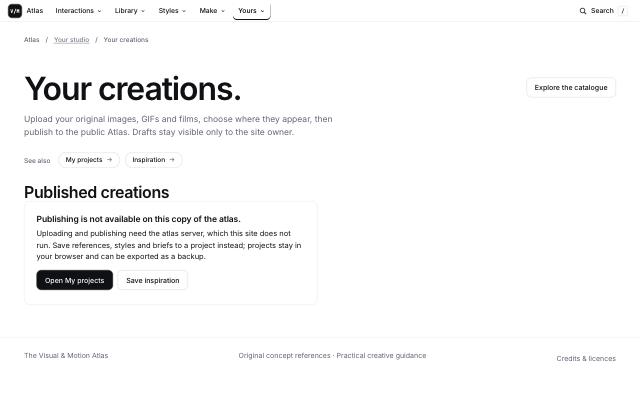 V/M Atlas Interactions Library Styles Make Yours Search /
Atlas / Your studio / Your creations
Your creations.
Explore the catalogue
Upload your original images, GIFs and films, choose where they appear, then
publish to the public Atlas. Drafts stay visible only to the site owner.
See also My projects → Inspiration →
Published creations
Publishing is not available on this copy of the atlas.
Uploading and publishing need the atlas server, which this site does not
run. Save references, styles and briefs to a project instead; projects stay in
your browser and can be exported as a backup.
Open My projects Save inspiration
The Visual & Motion Atlas Original concept references · Practical creative guidance Credits & licences